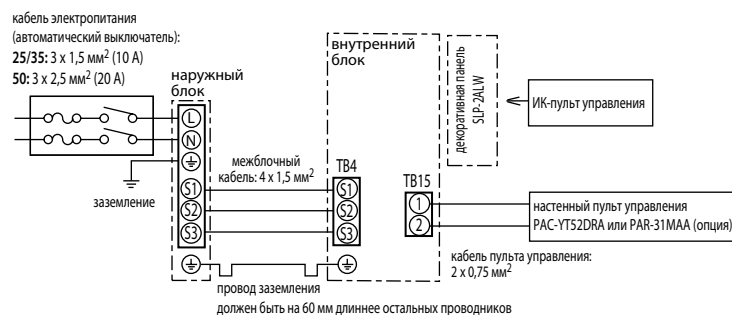 кабель электропитания
(автоматический выключатель):
25/35: 3 x 1,5 мм² (10 А)
50: 3 x 2,5 мм² (20 А)
наружный
блок
внутренний
блок
декоративная панель
SLP-2ALW
ИК-пульт управления
L
N
заземление
межблочный
кабель: 4 x 1,5 мм²
TB4
TB15
S1
S2
S3
S1
S2
S3
1
2
настенный пульт управления
PAC-YT52DRA или PAR-31MAA (опция)
кабель пульта управления:
2 x 0,75 мм²
провод заземления
должен быть на 60 мм длиннее остальных проводников